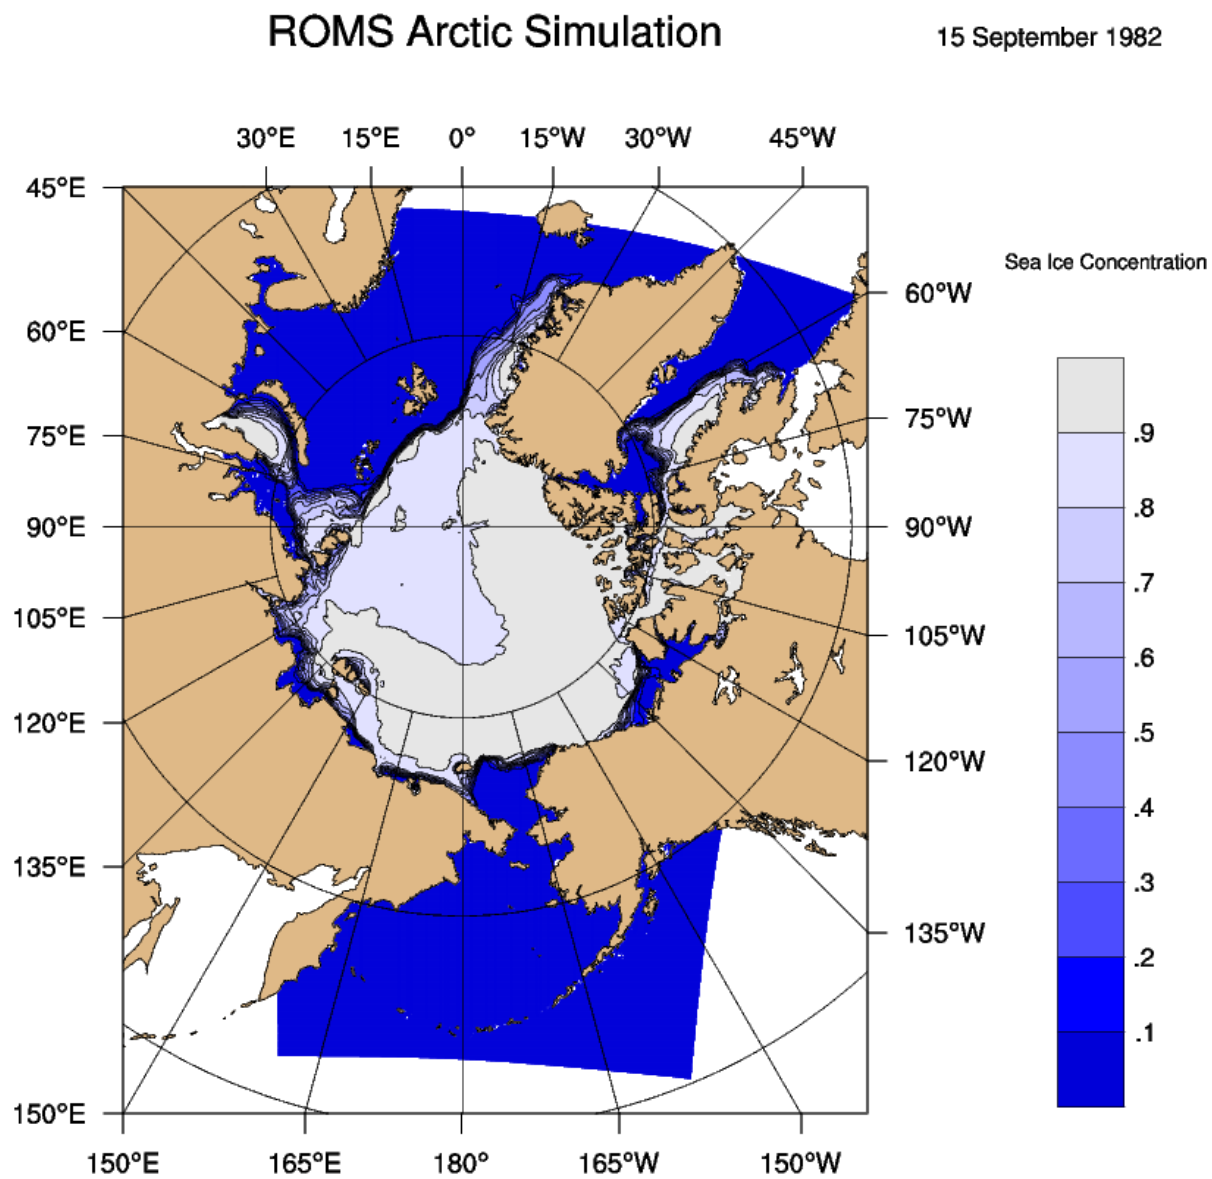 ROMS Arctic Simulation
15 September 1982
30°E 15°E 0° 15°W 30°W 45°W
45°E
60°E
75°E
90°E
105°E
120°E
135°E
150°E
60°W
75°W
90°W
105°W
120°W
135°W
150°E 165°E 180° 165°W 150°W
Sea Ice Concentration
.9
.8
.7
.6
.5
.4
.3
.2
.1